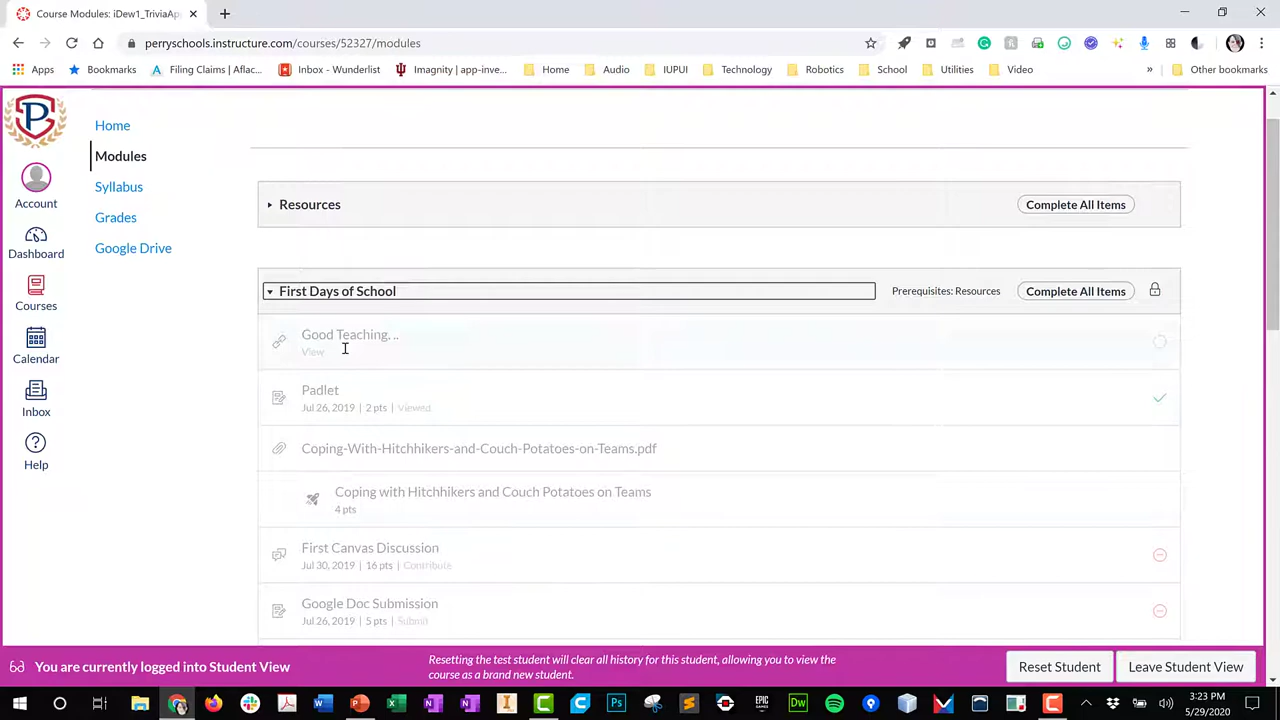 Course Modules: iDew1_TriviaAp
perryschools.instructure.com/courses/52327/modules
Apps
Bookmarks
Filing Claims | Aflac...
Inbox - Wunderlist
Imagnity | app-inve...
Home
Audio
IUPUI
Technology
Robotics
School
Utilities
Video
»
Other bookmarks
P
Account
Dashboard
Courses
Calendar
Inbox
Help
Home
Modules
Syllabus
Grades
Google Drive
Resources
Complete All Items
First Days of School
Prerequisites: Resources
Complete All Items
Good Teaching. ..
View
Padlet
Jul 26, 2019 | 2 pts | Viewed
Coping-With-Hitchhikers-and-Couch-Potatoes-on-Teams.pdf
Coping with Hitchhikers and Couch Potatoes on Teams
4 pts
First Canvas Discussion
Jul 30, 2019 | 16 pts | Contribute
Google Doc Submission
Jul 26, 2019 | 5 pts | Submit
You are currently logged into Student View
Resetting the test student will clear all history for this student, allowing you to view the
course as a brand new student.
Reset Student
Leave Student View
3:23 PM
5/29/2020